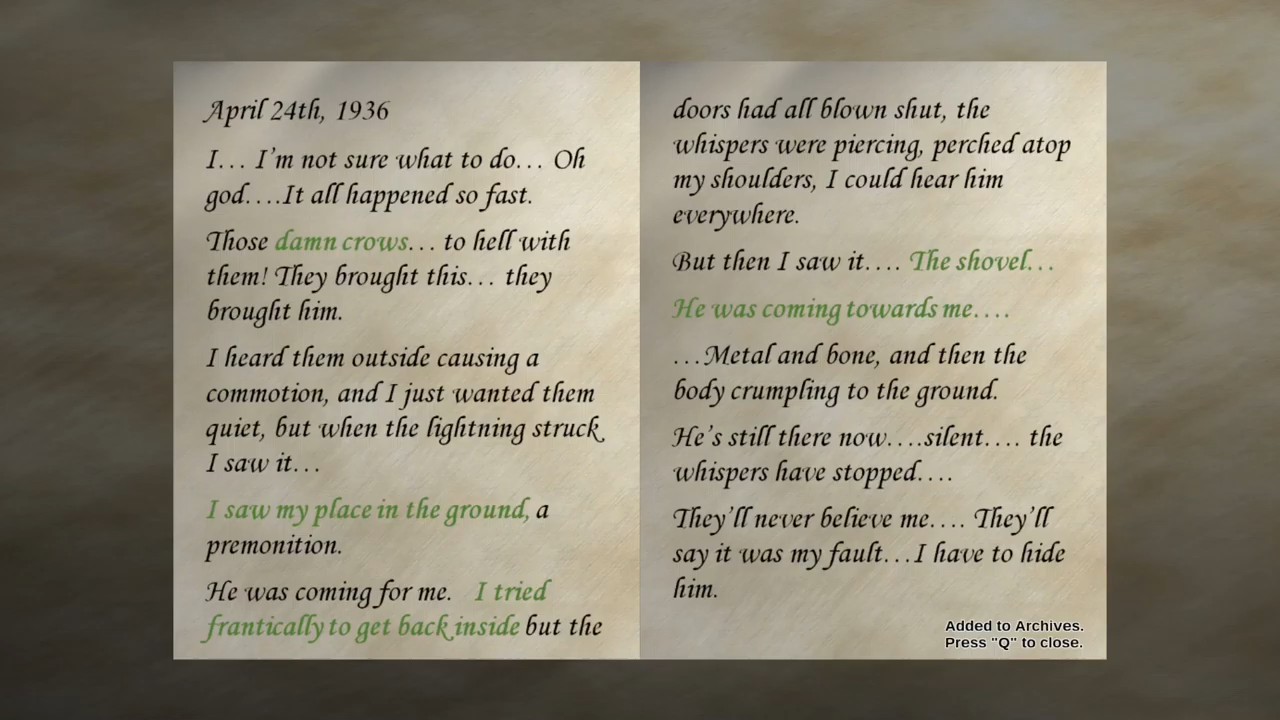 April 24th, 1936
I... I'm not sure what to do... Oh
god....It all happened so fast.
Those damn crows... to hell with
them! They brought this... they
brought him.
I heard them outside causing a
commotion, and I just wanted them
quiet, but when the lightning struck
I saw it...
I saw my place in the ground, a
premonition.
He was coming for me.   I tried
frantically to get back inside but the
doors had all blown shut, the
whispers were piercing, perched atop
my shoulders, I could hear him
everywhere.
But then I saw it.... The shovel...
He was coming towards me....
...Metal and bone, and then the
body crumpling to the ground.
He's still there now....silent.... the
whispers have stopped....
They'll never believe me.... They'll
say it was my fault...I have to hide
him.
Added to Archives.
Press "Q" to close.